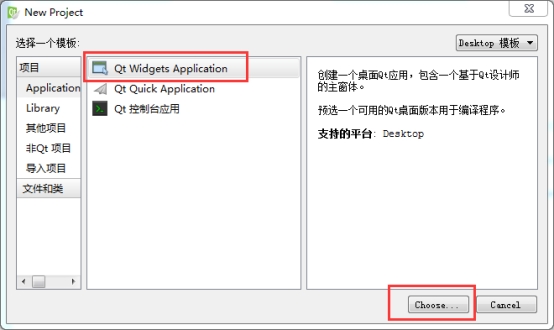 New Project
选择一个模板:
Desktop 模板
项目
Application
Library
其他项目
非Qt 项目
导入项目
文件和类
Qt Widgets Application
Qt Quick Application
Qt 控制台应用
创建一个桌面Qt应用，包含一个基于Qt设计师
的主窗体。
预选一个可用的Qt桌面版本用于编译程序。
支持的平台: Desktop
Choose...
Cancel